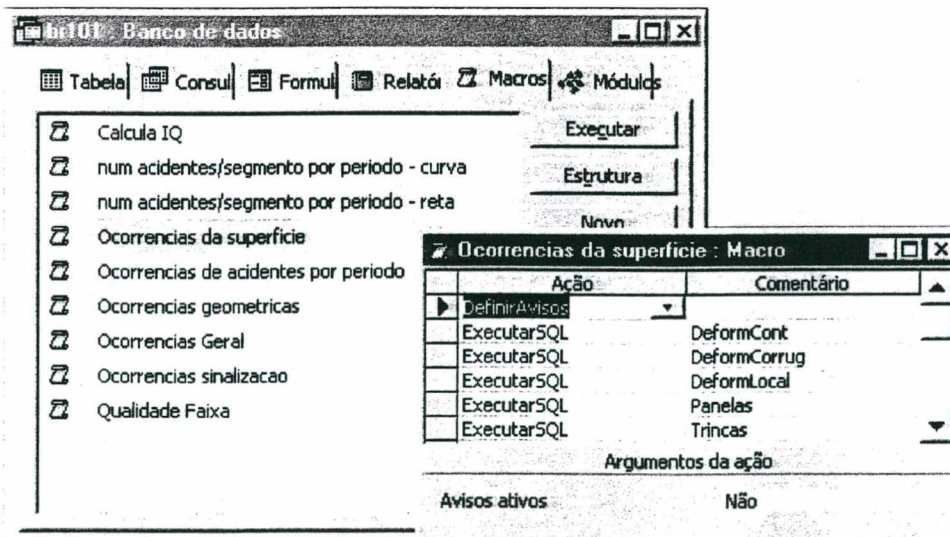 br101 : Banco de dados
Tabela Consul Formul Relatór Macros Módulos
Calcula IQ
num acidentes/segmento por periodo - curva
num acidentes/segmento por periodo - reta
Ocorrencias da superficie
Ocorrencias de acidentes por periodo
Ocorrencias geometricas
Ocorrencias Geral
Ocorrencias sinalizacao
Qualidade Faixa
Executar
Estrutura
Novo
Ocorrencias da superficie : Macro
Ação Comentário
DefinirAvisos
ExecutarSQL DeformCont
ExecutarSQL DeformCorrug
ExecutarSQL DeformLocal
ExecutarSQL Panelas
ExecutarSQL Trincas
Argumentos da ação
Avisos ativos Não